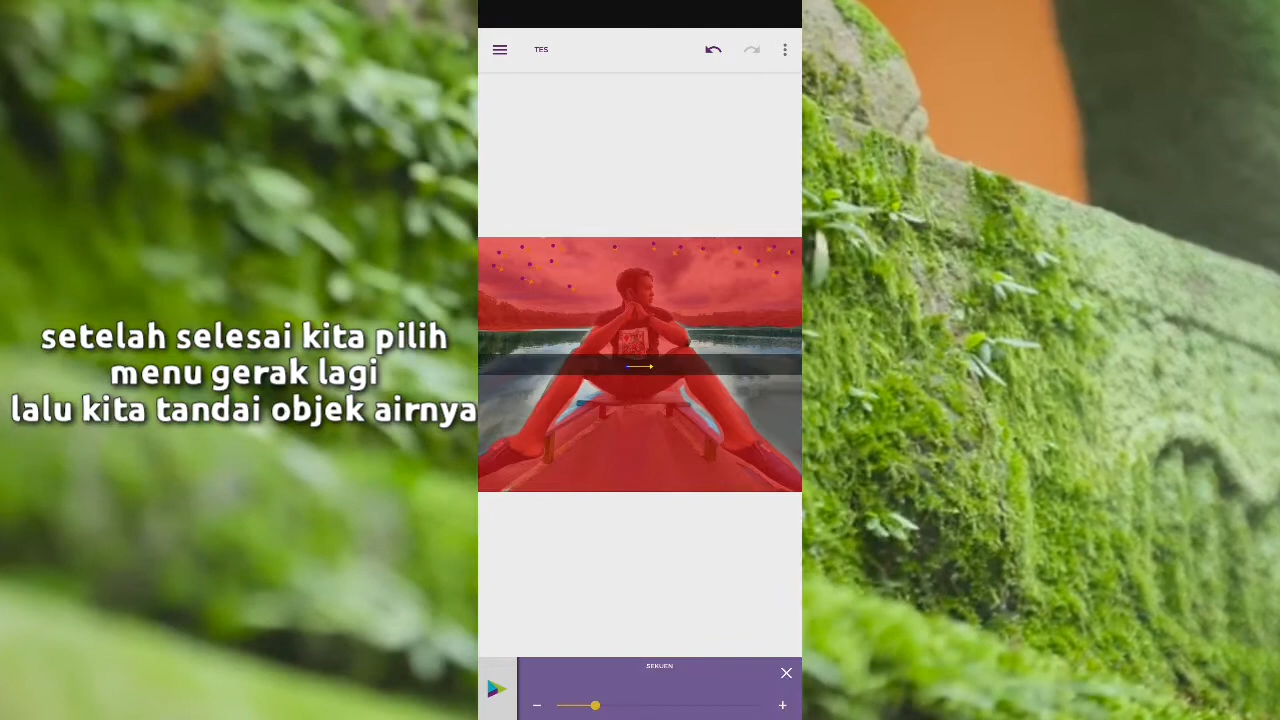 TES
setelah selesai kita pilih
menu gerak lagi
lalu kita tandai objek airnya
SEKUEN